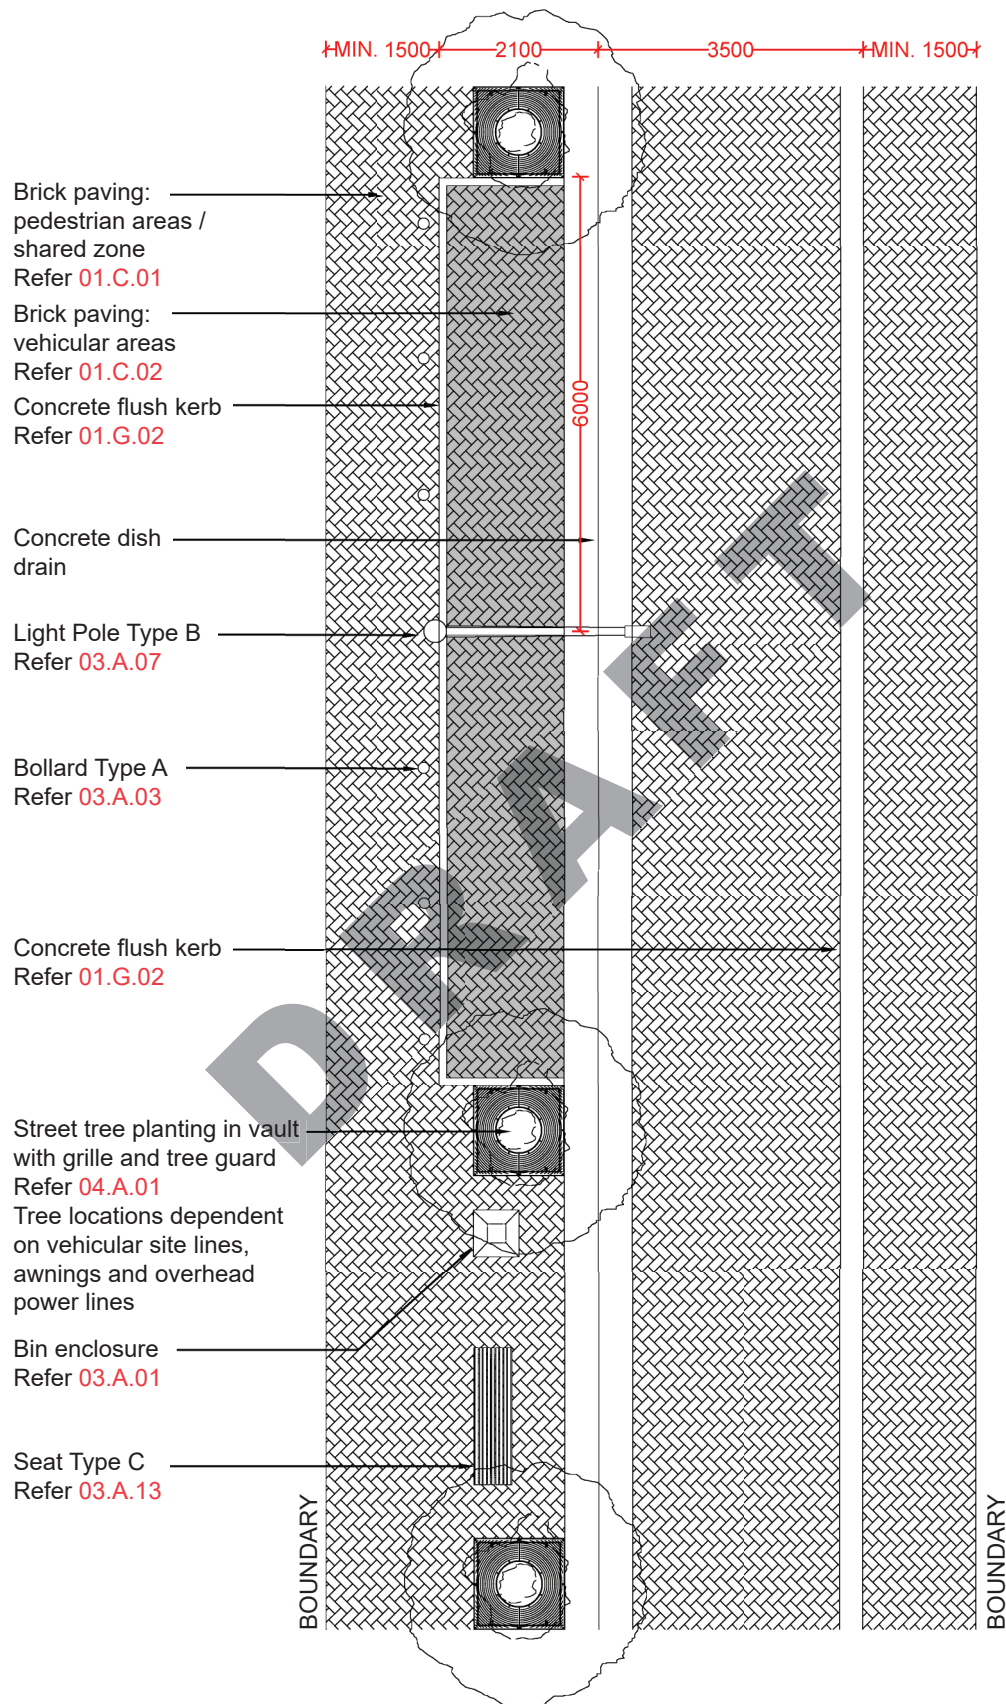 MIN. 1500 2100 3500 MIN. 1500
Brick paving:
pedestrian areas /
shared zone
Refer 01.C.01
Brick paving:
vehicular areas
Refer 01.C.02
Concrete flush kerb
Refer 01.G.02
6000
Concrete dish
drain
Light Pole Type B
Refer 03.A.07
Bollard Type A
Refer 03.A.03
Concrete flush kerb
Refer 01.G.02
DRAFT
Street tree planting in vault
with grille and tree guard
Refer 04.A.01
Tree locations dependent
on vehicular site lines,
awnings and overhead
power lines
Bin enclosure
Refer 03.A.01
Seat Type C
Refer 03.A.13
BOUNDARY
BOUNDARY